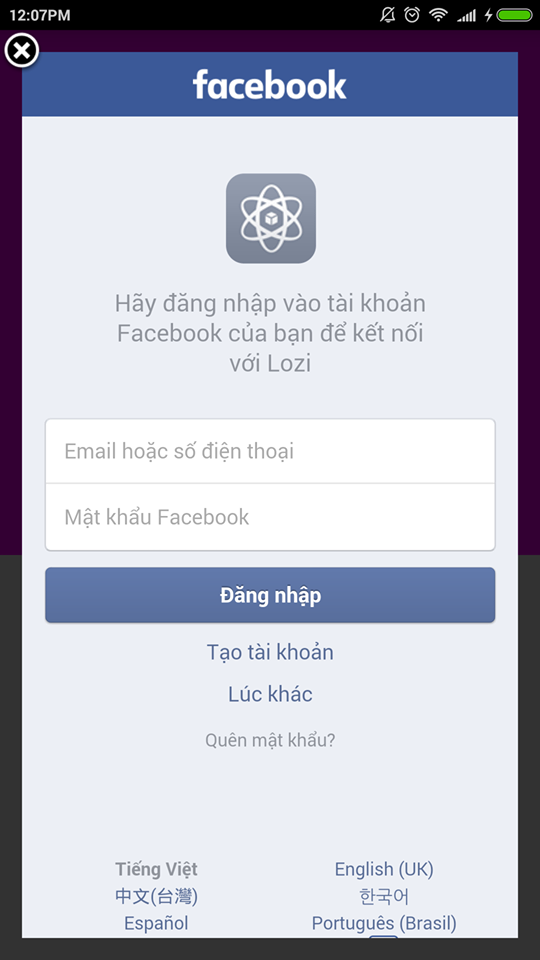 12:07PM
facebook
Hãy đăng nhập vào tài khoản
Facebook của bạn để kết nối
với Lozi
Email hoặc số điện thoại
Mật khẩu Facebook
Đăng nhập
Tạo tài khoản
Lúc khác
Quên mật khẩu?
Tiếng Việt
English (UK)
中文(台灣)
한국어
Español
Português (Brasil)